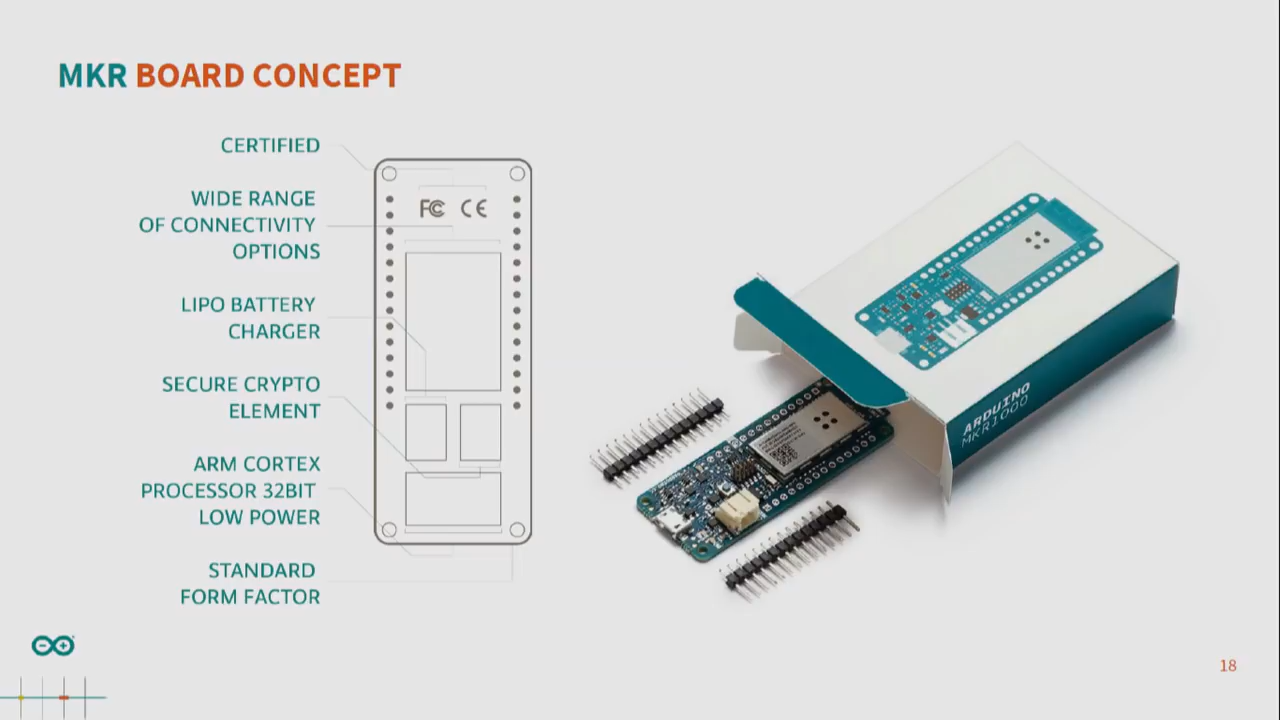 MKR BOARD CONCEPT
CERTIFIED
WIDE RANGE
OF CONNECTIVITY
OPTIONS
LIPO BATTERY
CHARGER
SECURE CRYPTO
ELEMENT
ARM CORTEX
PROCESSOR 32BIT
LOW POWER
STANDARD
FORM FACTOR
FC CE
ARDUINO
MKR1000
18